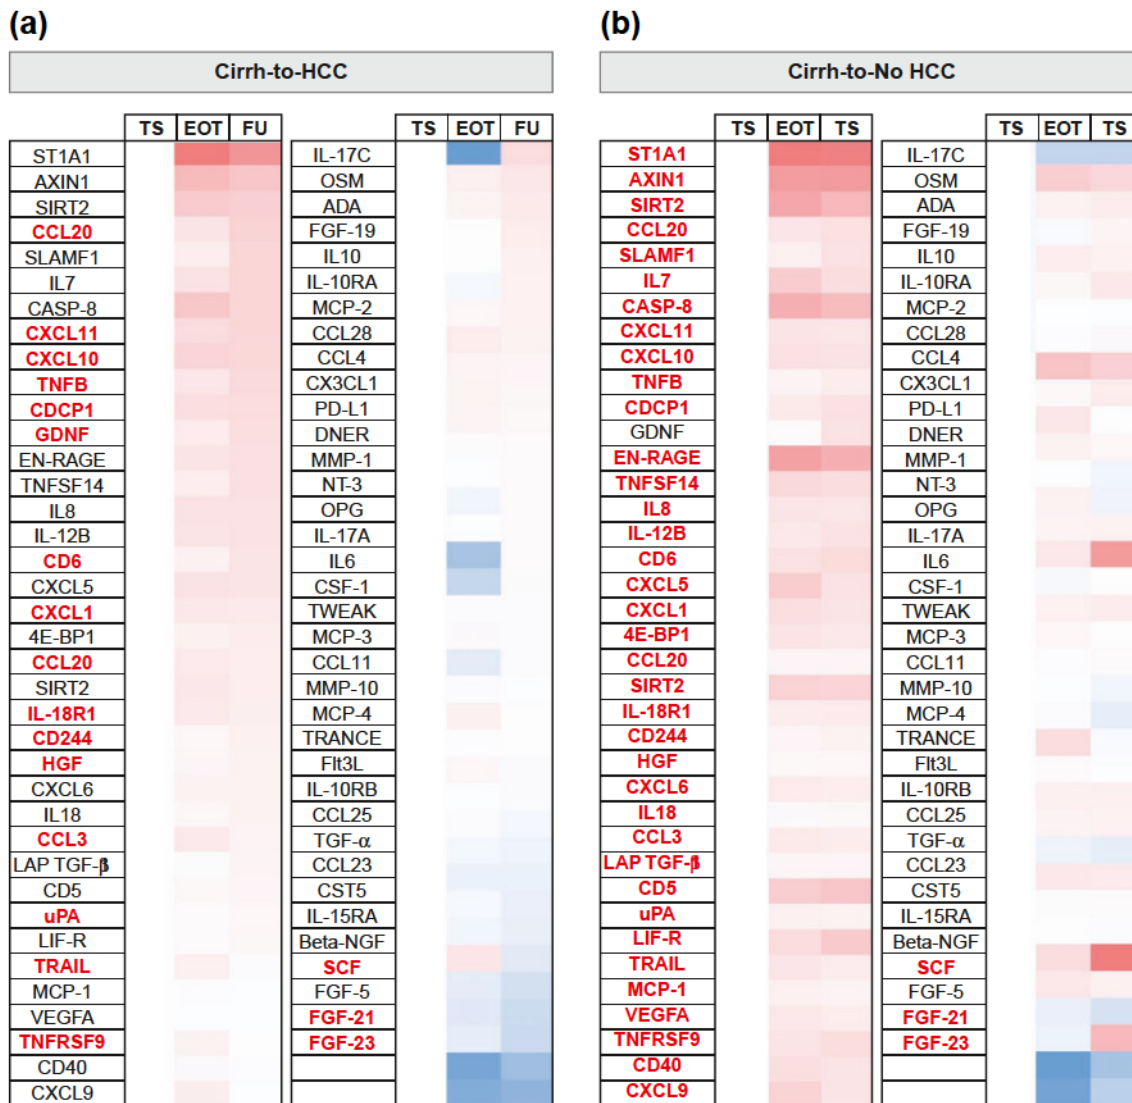 (a)
Cirrh-to-HCC
TS EOT FU
ST1A1
AXIN1
SIRT2
CCL20
SLAMF1
IL7
CASP-8
CXCL11
CXCL10
TNFB
CDCP1
GDNF
EN-RAGE
TNFSF14
IL8
IL-12B
CD6
CXCL5
CXCL1
4E-BP1
CCL20
SIRT2
IL-18R1
CD244
HGF
CXCL6
IL18
CCL3
LAP TGF-β1
CD5
uPA
LIF-R
TRAIL
MCP-1
VEGFA
TNFRSF9
CD40
CXCL9
TS EOT FU
IL-17C
OSM
ADA
FGF-19
IL10
IL-10RA
MCP-2
CCL28
CCL4
CX3CL1
PD-L1
DNER
MMP-1
NT-3
OPG
IL-17A
IL6
CSF-1
TWEAK
MCP-3
CCL11
MMP-10
MCP-4
TRANCE
Flt3L
IL-10RB
CCL25
TGF-α
CCL23
CST5
IL-15RA
Beta-NGF
SCF
FGF-5
FGF-21
FGF-23
(b)
Cirrh-to-No HCC
TS EOT TS
ST1A1
AXIN1
SIRT2
CCL20
SLAMF1
IL7
CASP-8
CXCL11
CXCL10
TNFB
CDCP1
GDNF
EN-RAGE
TNFSF14
IL8
IL-12B
CD6
CXCL5
CXCL1
4E-BP1
CCL20
SIRT2
IL-18R1
CD244
HGF
CXCL6
IL18
CCL3
LAP TGF-β1
CD5
uPA
LIF-R
TRAIL
MCP-1
VEGFA
TNFRSF9
CD40
CXCL9
TS EOT TS
IL-17C
OSM
ADA
FGF-19
IL10
IL-10RA
MCP-2
CCL28
CCL4
CX3CL1
PD-L1
DNER
MMP-1
NT-3
OPG
IL-17A
IL6
CSF-1
TWEAK
MCP-3
CCL11
MMP-10
MCP-4
TRANCE
Flt3L
IL-10RB
CCL25
TGF-α
CCL23
CST5
IL-15RA
Beta-NGF
SCF
FGF-5
FGF-21
FGF-23